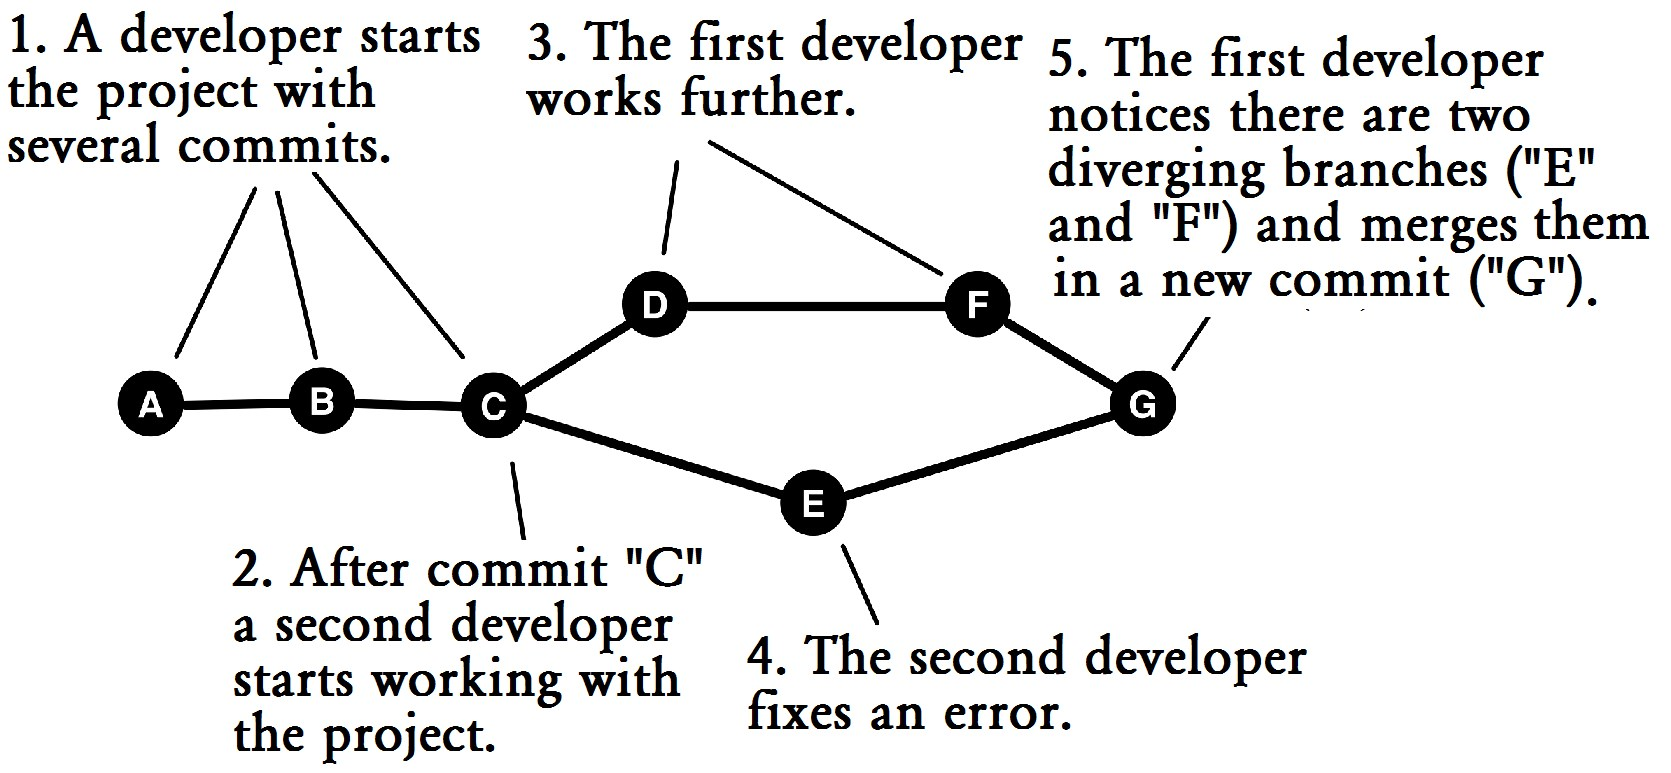 1. A developer starts
the project with
several commits.
3. The first developer
works further.
5. The first developer
notices there are two
diverging branches ("E"
and "F") and merges them
in a new commit ("G").
D
F
A
B
C
G
E
2. After commit "C"
a second developer
starts working with
the project.
4. The second developer
fixes an error.